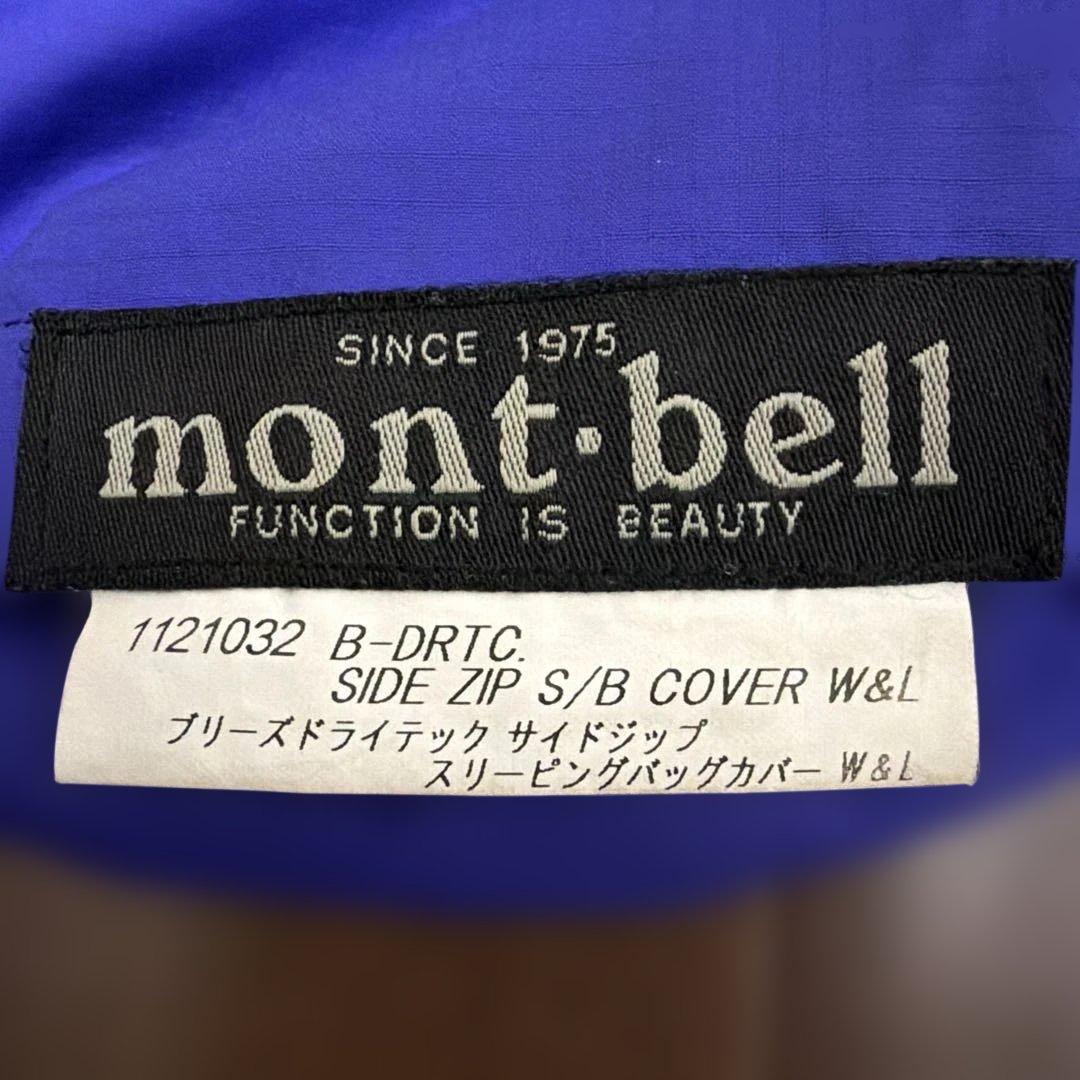 SINCE 1975
mont·bell
FUNCTION IS BEAUTY
1121032 B-DRTC.
SIDE ZIP S/B COVER W&L
ブリーズドライテック サイドジップ
スリーピングバッグカバー W&L